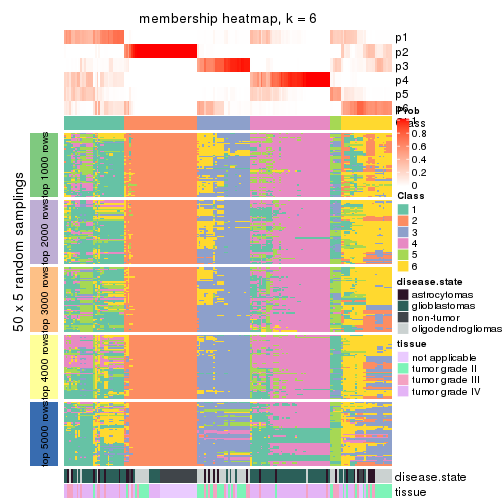 membership heatmap, k = 6
p1
p2
p3
p4
p5
p6
Prob
1
0.8
0.6
0.4
0.2
0
Class
Class
1
2
3
4
5
6
disease.state
astrocytomas
glioblastomas
non-tumor
oligodendrogliomas
tissue
not applicable
tumor grade II
tumor grade III
tumor grade IV
50 x 5 random samplings
top 1000 rows
top 2000 rows
top 3000 rows
top 4000 rows
top 5000 rows
disease.state
tissue